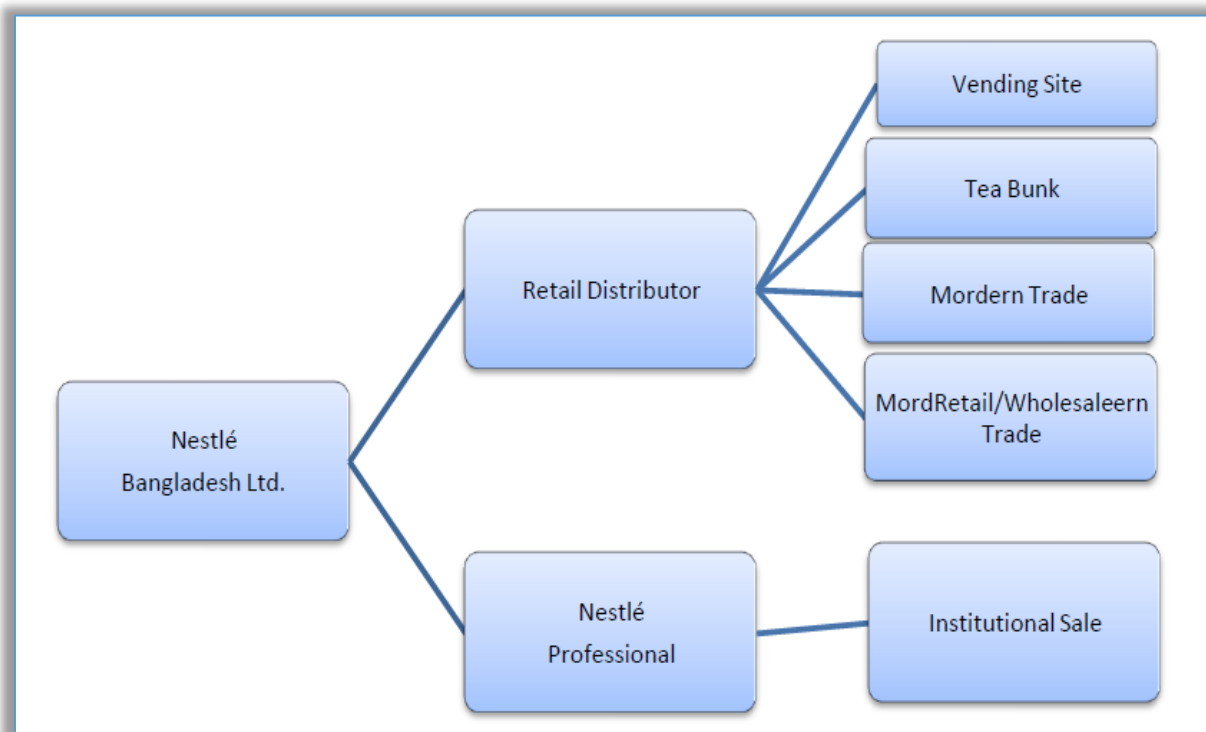 Vending Site
Tea Bunk
Retail Distributor
Mordern Trade
MordRetail/Wholesaleern
Trade
Nestlé
Bangladesh Ltd.
Nestlé
Professional
Institutional Sale